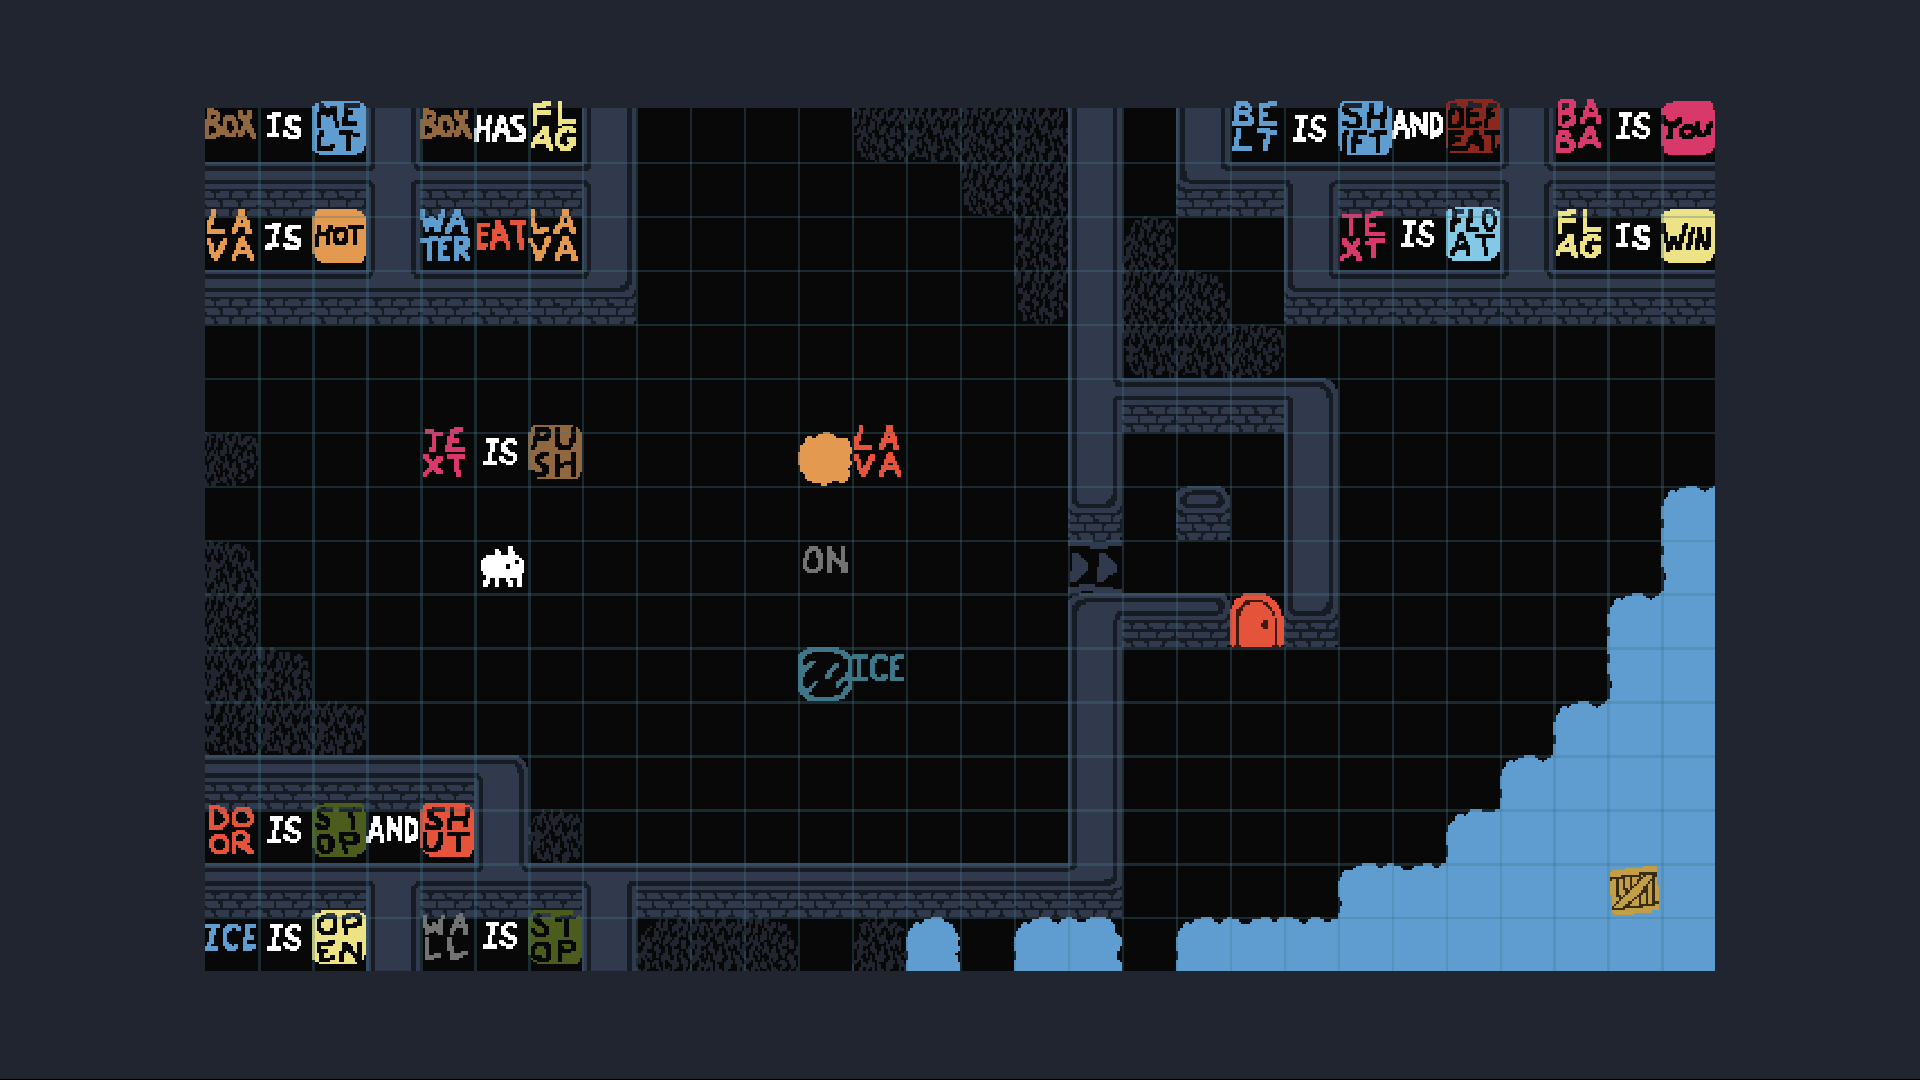 BOX IS MELT BOX HAS FLAG BELT IS SHIFT AND DEFEAT BABA IS YOU
LAVA IS HOT WATER EAT LAVA TEXT IS FLOAT FLAG IS WIN
TEXT IS PUSH LAVA
ON
ICE
DOOR IS STOP AND SHUT
ICE IS OPEN WALL IS STOP